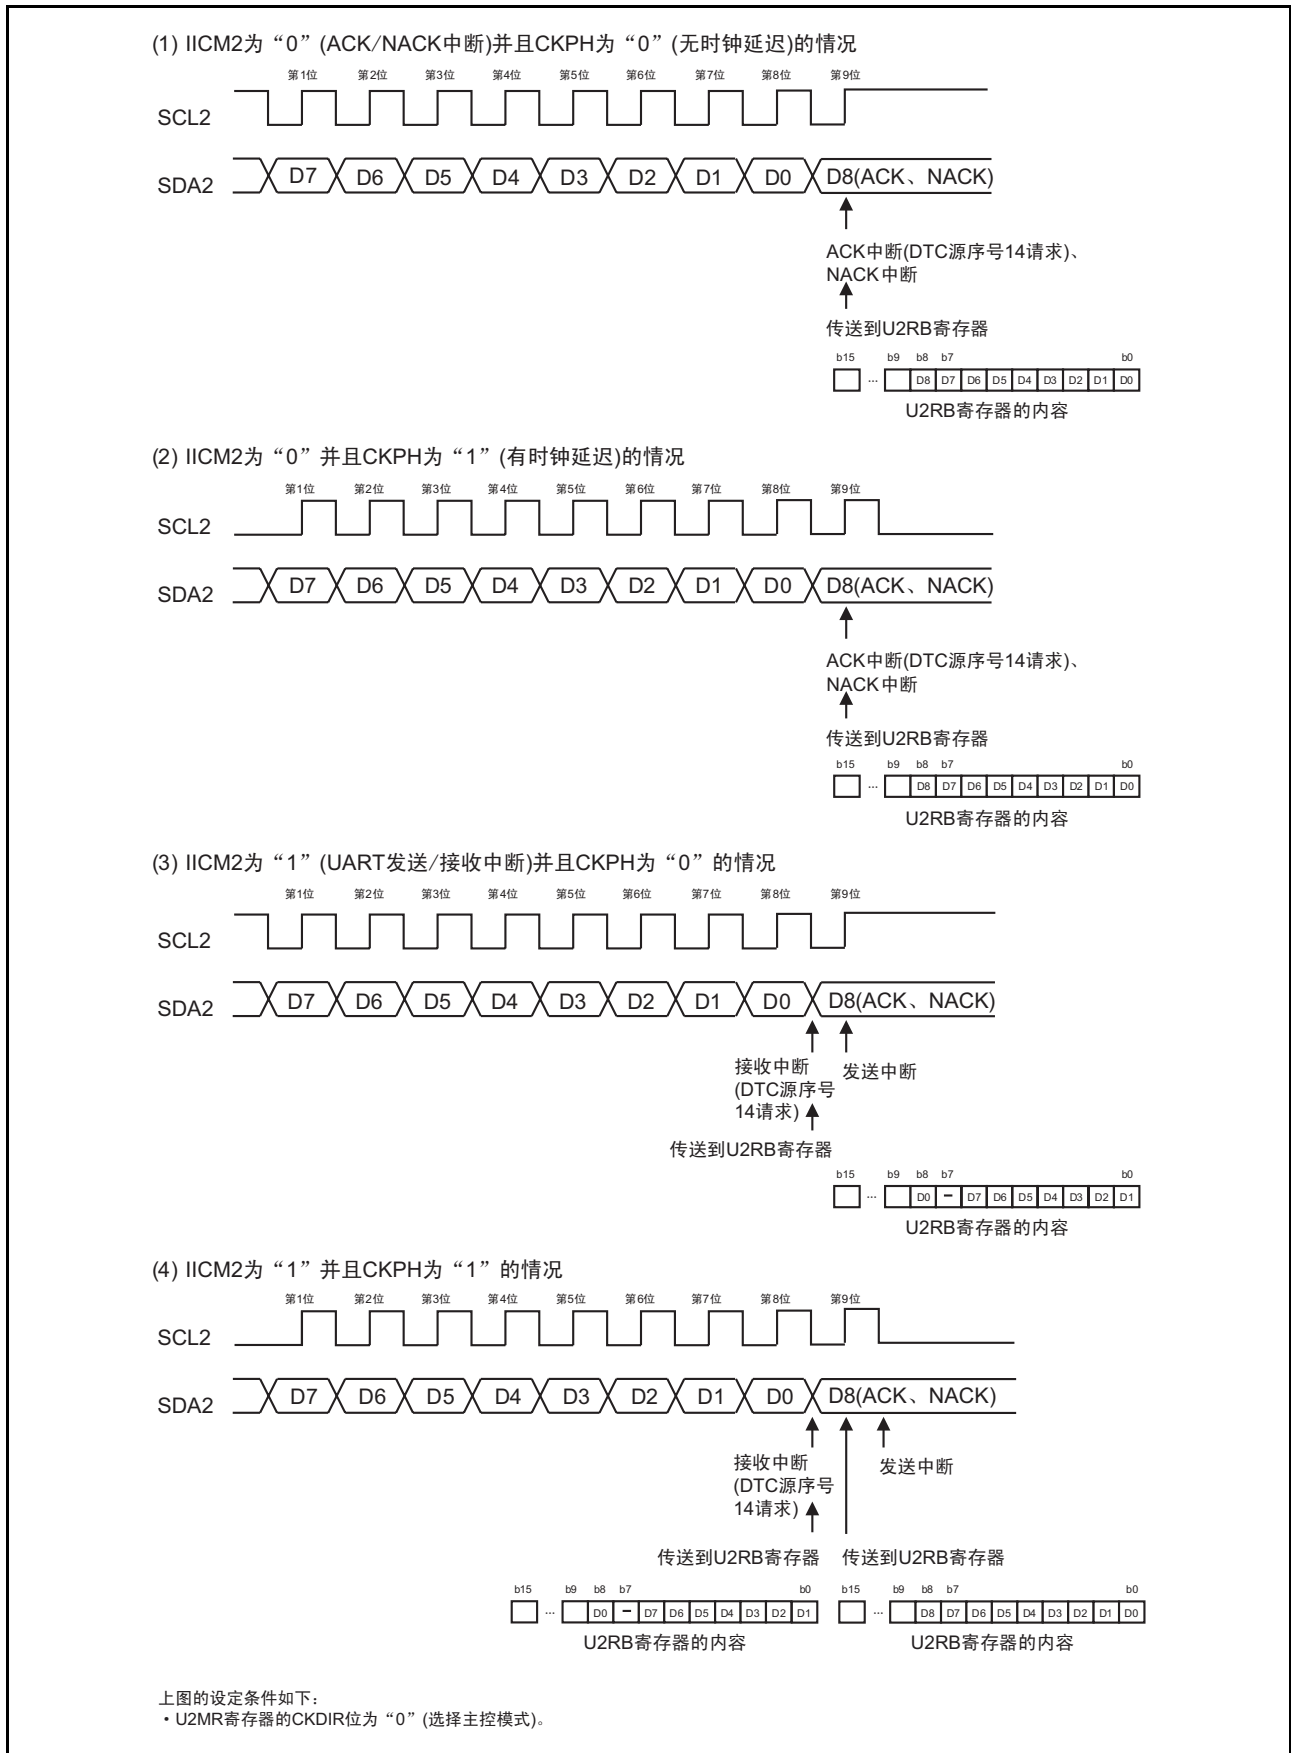 (1) IICM2为“0”(ACK/NACK中断)并且CKPH为“0”(无时钟延迟)的情况
第1位 第2位 第3位 第4位 第5位 第6位 第7位 第8位 第9位
SCL2
SDA2 D7 D6 D5 D4 D3 D2 D1 D0 D8(ACK、NACK)
ACK中断(DTC源序号14请求)、
NACK中断
传送到U2RB寄存器
b15 b9 b8 b7 b0
... D8 D7 D6 D5 D4 D3 D2 D1 D0
U2RB寄存器的内容
(2) IICM2为“0”并且CKPH为“1”(有时钟延迟)的情况
第1位 第2位 第3位 第4位 第5位 第6位 第7位 第8位 第9位
SCL2
SDA2 D7 D6 D5 D4 D3 D2 D1 D0 D8(ACK、NACK)
ACK中断(DTC源序号14请求)、
NACK中断
传送到U2RB寄存器
b15 b9 b8 b7 b0
... D8 D7 D6 D5 D4 D3 D2 D1 D0
U2RB寄存器的内容
(3) IICM2为“1”(UART发送/接收中断)并且CKPH为“0”的情况
第1位 第2位 第3位 第4位 第5位 第6位 第7位 第8位 第9位
SCL2
SDA2 D7 D6 D5 D4 D3 D2 D1 D0 D8(ACK、NACK)
接收中断 发送中断
(DTC源序号
14请求)
传送到U2RB寄存器
b15 b9 b8 b7 b0
... D0 – D7 D6 D5 D4 D3 D2 D1
U2RB寄存器的内容
(4) IICM2为“1”并且CKPH为“1”的情况
第1位 第2位 第3位 第4位 第5位 第6位 第7位 第8位 第9位
SCL2
SDA2 D7 D6 D5 D4 D3 D2 D1 D0 D8(ACK、NACK)
接收中断 发送中断
(DTC源序号
14请求)
传送到U2RB寄存器 传送到U2RB寄存器
b15 b9 b8 b7 b0 b15 b9 b8 b7 b0
... D0 – D7 D6 D5 D4 D3 D2 D1 ... D8 D7 D6 D5 D4 D3 D2 D1 D0
U2RB寄存器的内容 U2RB寄存器的内容
上图的设定条件如下：
• U2MR寄存器的CKDIR位为“0”(选择主控模式)。